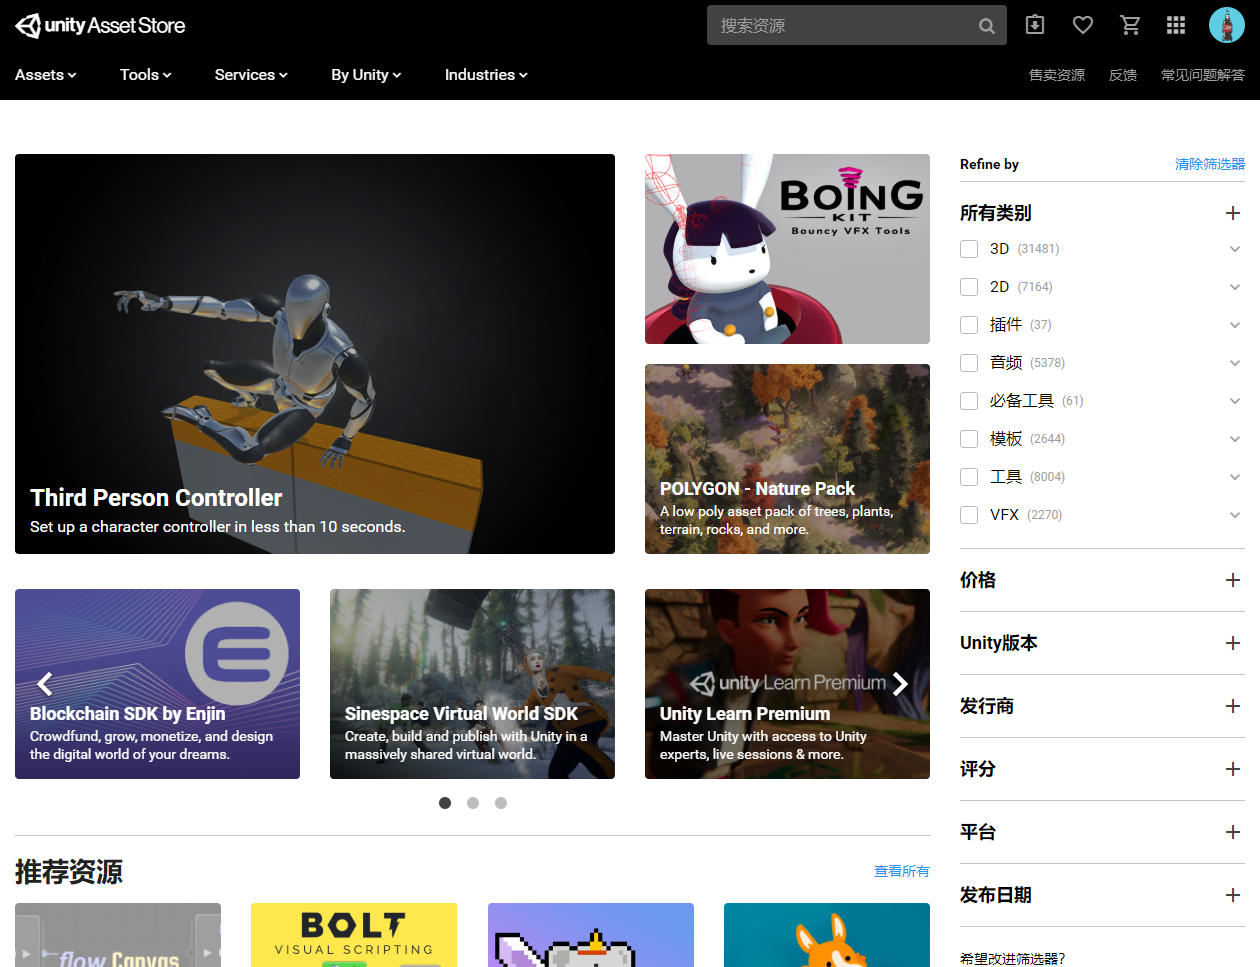 unity Asset Store
搜索资源
Assets
Tools
Services
By Unity
Industries
售卖资源
反馈
常见问题解答
Third Person Controller
Set up a character controller in less than 10 seconds.
BOING
KIT
Bouncy VFX Tools
POLYGON - Nature Pack
A low poly asset pack of trees, plants,
terrain, rocks, and more.
Blockchain SDK by Enjin
Crowdfund, grow, monetize, and design
the digital world of your dreams.
Sinespace Virtual World SDK
Create, build and publish with Unity in a
massively shared virtual world.
unity Learn Premium
Unity Learn Premium
Master Unity with access to Unity
experts, live sessions & more.
推荐资源
查看所有
flow Canvas
BOLT
VISUAL SCRIPTING
Refine by
清除筛选器
所有类别
3D (31481)
2D (7164)
插件 (37)
音频 (5378)
必备工具 (61)
模板 (2644)
工具 (8004)
VFX (2270)
价格
Unity版本
发行商
评分
平台
发布日期
希望改进筛选器?